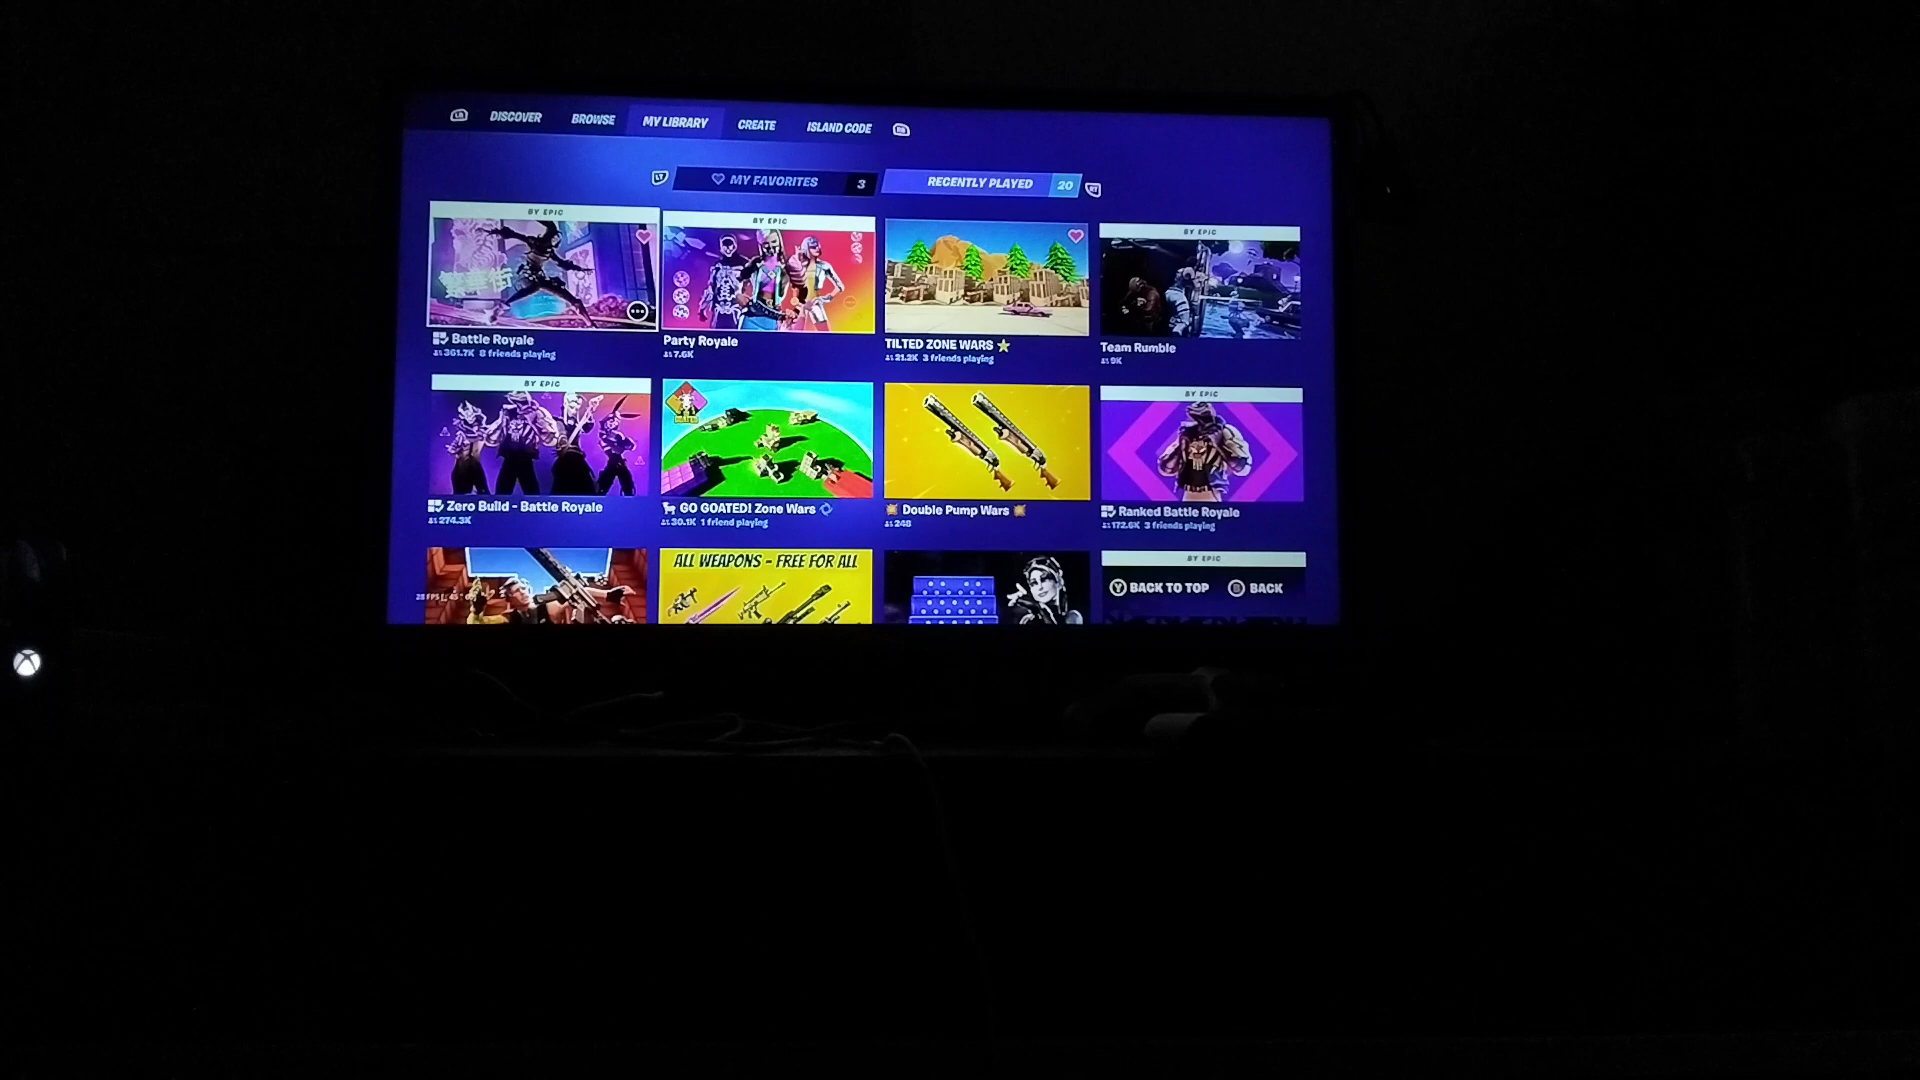 LB DISCOVER BROWSE MY LIBRARY CREATE ISLAND CODE RB
LT MY FAVORITES 3 RECENTLY PLAYED 20 RT
BY EPIC
BY EPIC
BY EPIC
Battle Royale
361.7K 8 friends playing
Party Royale
7.6K
TILTED ZONE WARS
21.2K 3 friends playing
Team Rumble
9K
BY EPIC
BY EPIC
Zero Build - Battle Royale
274.3K
GO GOATED! Zone Wars
30.1K 1 friend playing
Double Pump Wars
248
Ranked Battle Royale
172.6K 3 friends playing
ALL WEAPONS - FREE FOR ALL
BY EPIC
Y BACK TO TOP B BACK